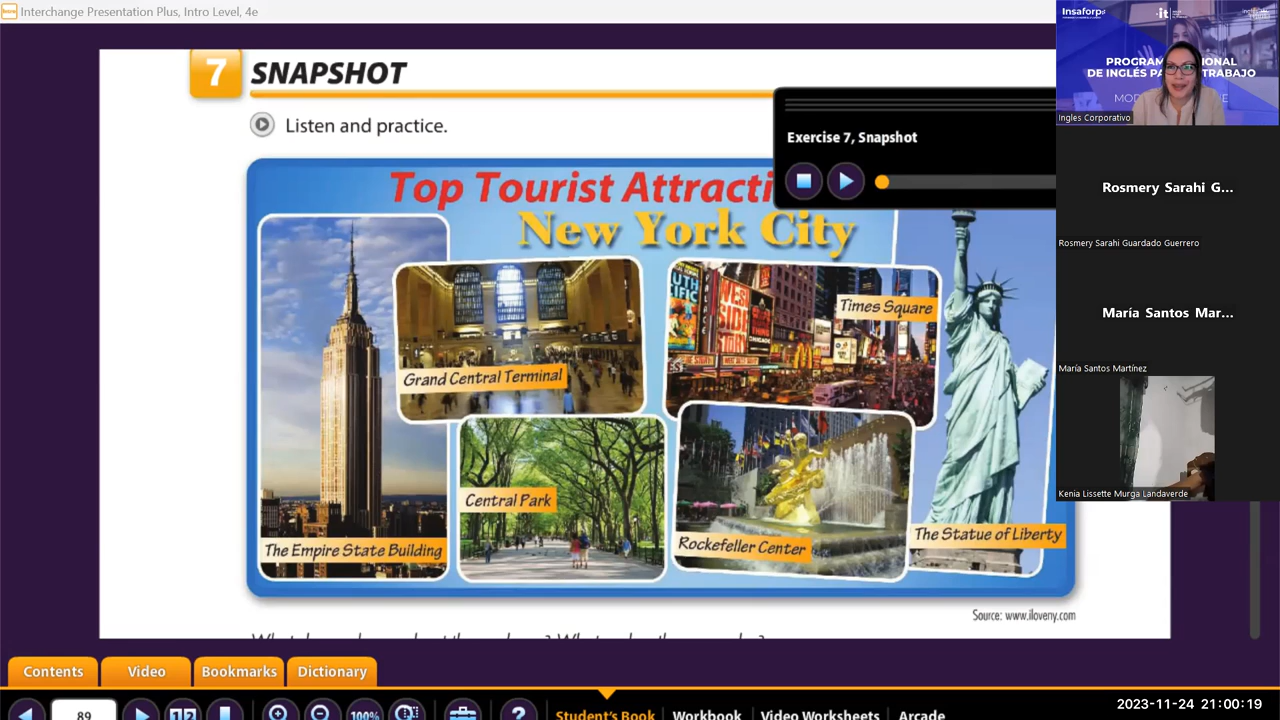 Interchange Presentation Plus, Intro Level, 4e
7 SNAPSHOT
Listen and practice.
Exercise 7, Snapshot
Top Tourist
New York City
Grand Central Terminal
Times Square
Central Park
The Empire State Building
Rockefeller Center
The Statue of Liberty
Source: www.iloveny.com
Contents
Video
Bookmarks
Dictionary
89
12
100%
?
Student's Book
Workbook
Video Worksheets
Arcade
Insaforp
·it
Ingles Corporativo
Rosmery Sarahi G...
Rosmery Sarahi Guardado Guerrero
María Santos Mar...
María Santos Martínez
Kenia Lissette Murga Landaverde
2023-11-24 21:00:19